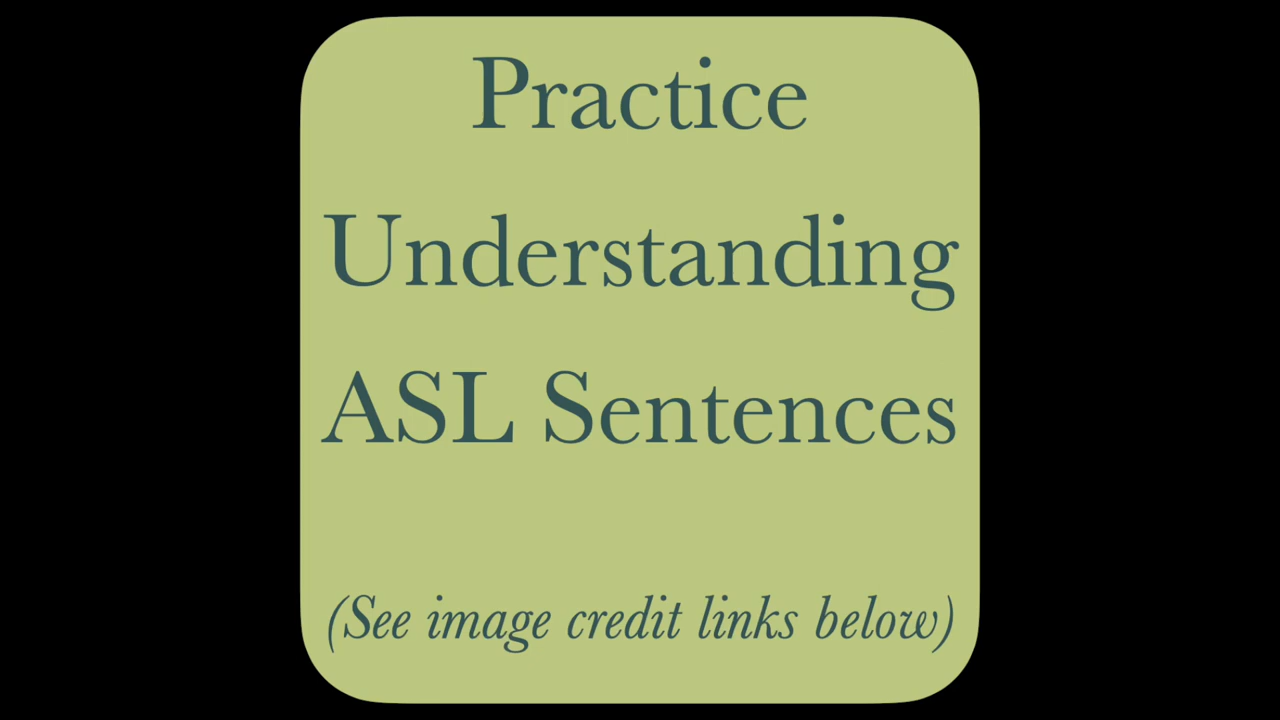 Practice
Understanding
ASL Sentences
(See image credit links below)